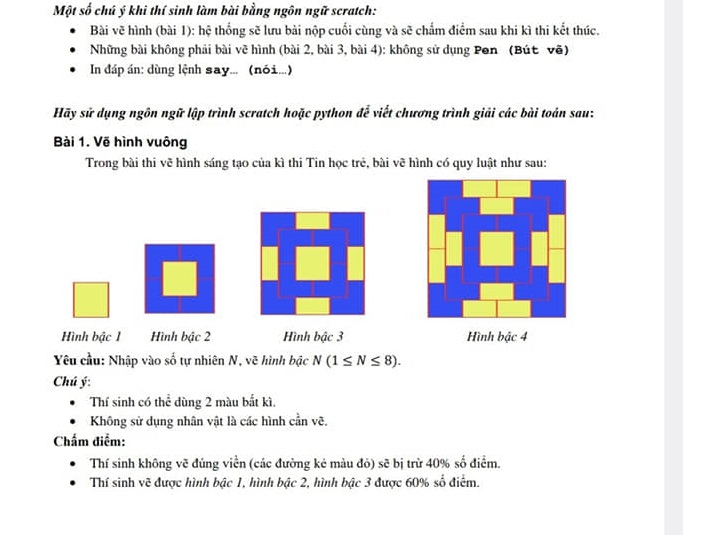 Một số chú ý khi thí sinh làm bài bằng ngôn ngữ scratch:
• Bài vẽ hình (bài 1): hệ thống sẽ lưu bài nộp cuối cùng và sẽ chấm điểm sau khi kì thi kết thúc.
• Những bài không phải bài vẽ hình (bài 2, bài 3, bài 4): không sử dụng Pen (Bút vẽ)
• In đáp án: dùng lệnh say... (nói...)
Hãy sử dụng ngôn ngữ lập trình scratch hoặc python để viết chương trình giải các bài toán sau:
Bài 1. Vẽ hình vuông
Trong bài thi vẽ hình sáng tạo của kì thi Tin học trẻ, bài vẽ hình có quy luật như sau:
Hình bậc 1 Hình bậc 2 Hình bậc 3 Hình bậc 4
Yêu cầu: Nhập vào số tự nhiên N, vẽ hình bậc N (1 ≤ N ≤ 8).
Chú ý:
• Thí sinh có thể dùng 2 màu bất kì.
• Không sử dụng nhân vật là các hình cần vẽ.
Chấm điểm:
• Thí sinh không vẽ đúng viền (các đường kẻ màu đỏ) sẽ bị trừ 40% số điểm.
• Thí sinh vẽ được hình bậc 1, hình bậc 2, hình bậc 3 được 60% số điểm.